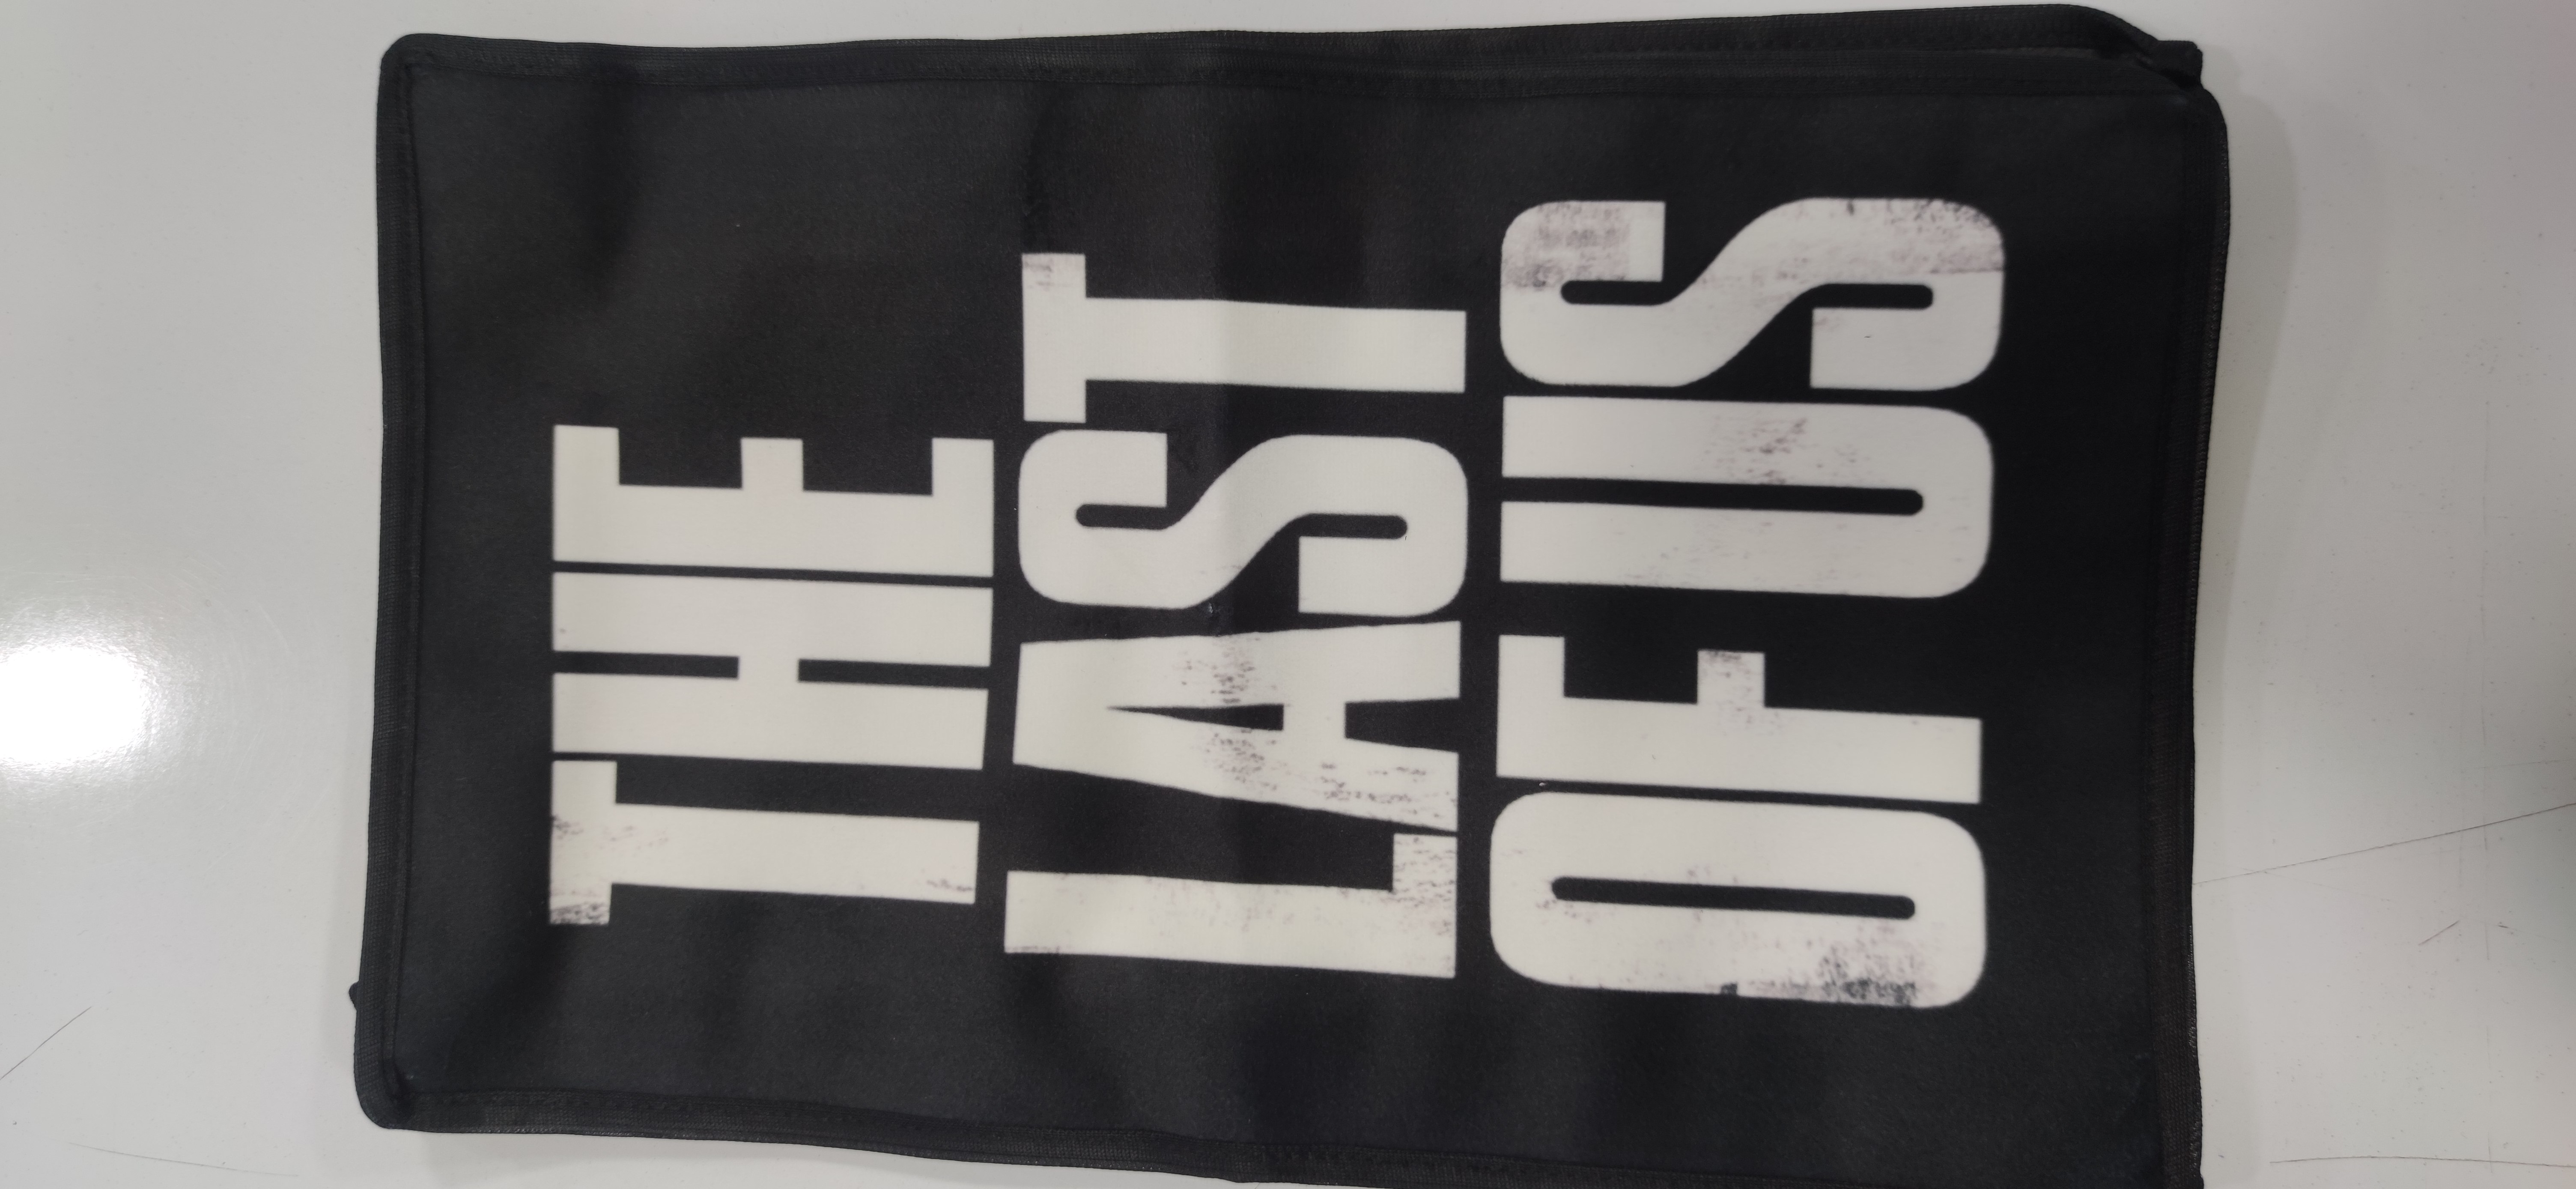 THE
LAST
OF US